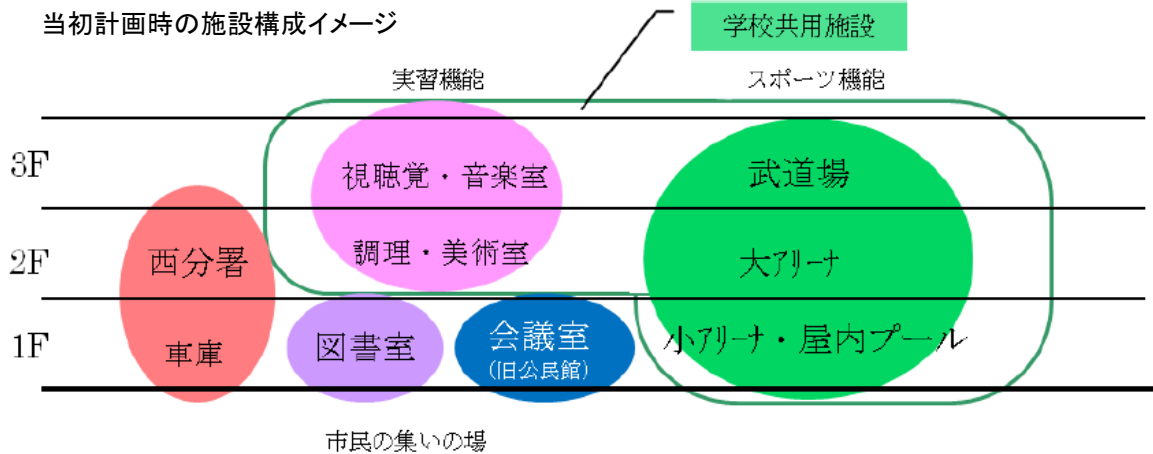 当初計画時の施設構成イメージ
学校共用施設
実習機能
スポーツ機能
3F
視聴覚・音楽室
武道場
2F
西分署
調理・美術室
大アリーナ
1F
車庫
図書室
会議室
(旧公民館)
小アリーナ・屋内プール
市民の集いの場